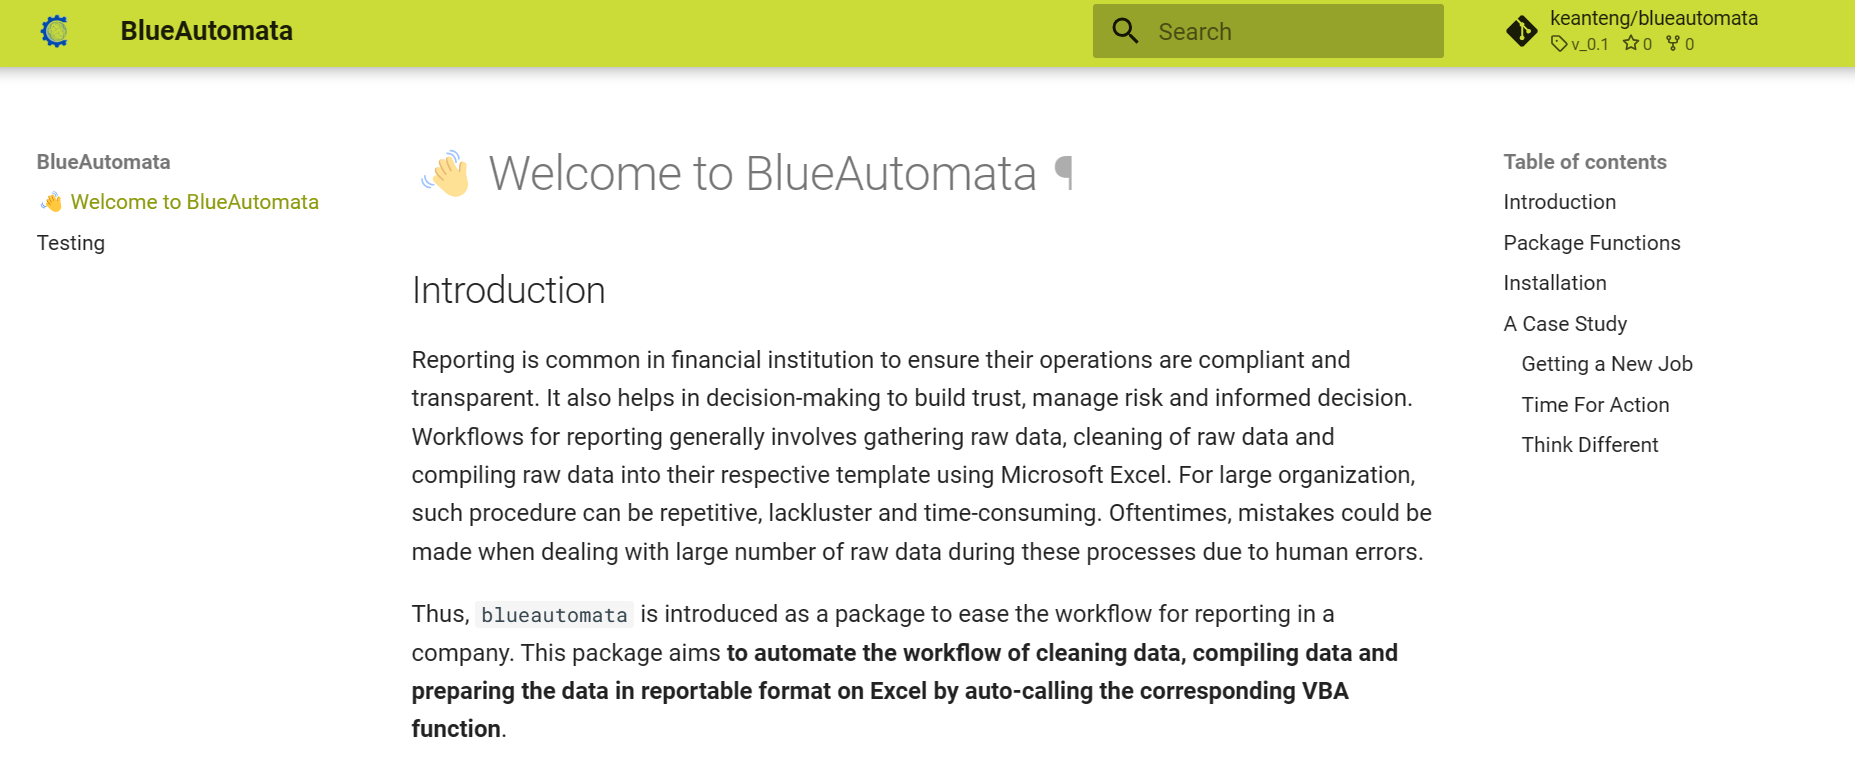 BlueAutomata
Search
keanteng/blueautomata
v_0.1 0 0
BlueAutomata
👋 Welcome to BlueAutomata
Testing
👋 Welcome to BlueAutomata ¶
Introduction
Reporting is common in financial institution to ensure their operations are compliant and
transparent. It also helps in decision-making to build trust, manage risk and informed decision.
Workflows for reporting generally involves gathering raw data, cleaning of raw data and
compiling raw data into their respective template using Microsoft Excel. For large organization,
such procedure can be repetitive, lackluster and time-consuming. Oftentimes, mistakes could be
made when dealing with large number of raw data during these processes due to human errors.
Thus, blueautomata is introduced as a package to ease the workflow for reporting in a
company. This package aims to automate the workflow of cleaning data, compiling data and
preparing the data in reportable format on Excel by auto-calling the corresponding VBA
function.
Table of contents
Introduction
Package Functions
Installation
A Case Study
Getting a New Job
Time For Action
Think Different